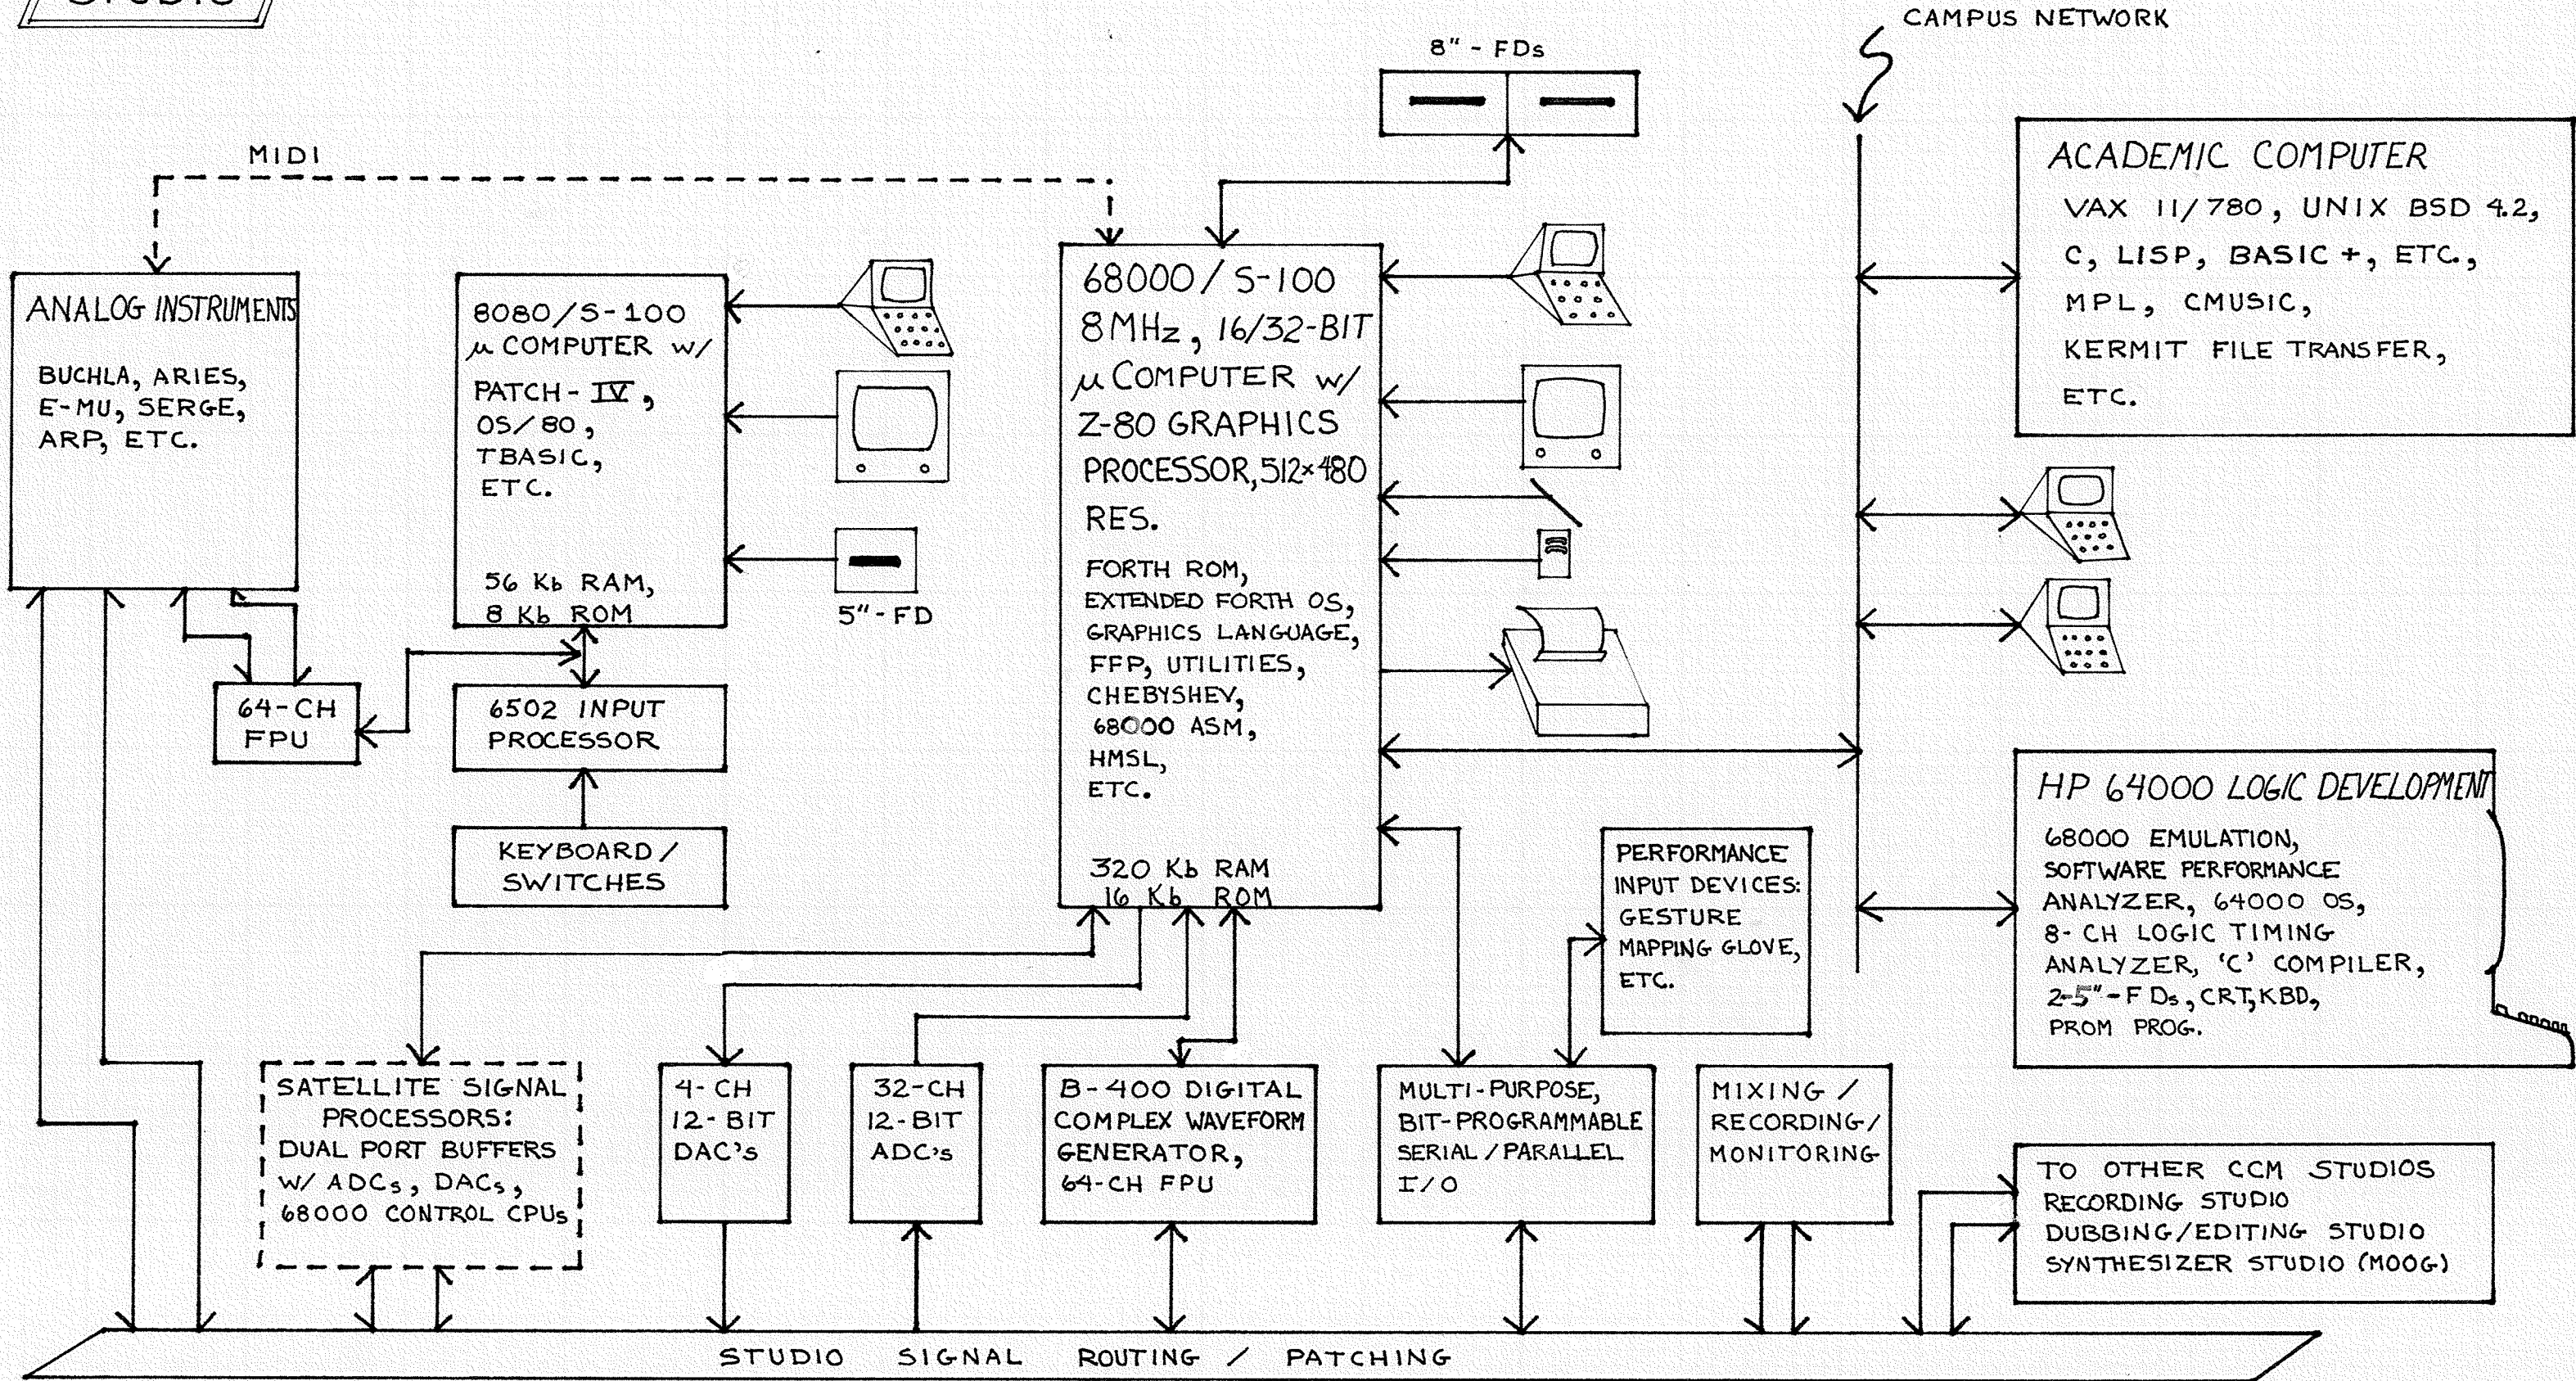 STUDIO
CAMPUS NETWORK
8" - FDs
MIDI
ANALOG INSTRUMENTS
BUCHLA, ARIES,
E-MU, SERGE,
ARP, ETC.
8080/S-100
μ COMPUTER W/
PATCH-IV,
OS/80,
TBASIC,
ETC.
56 Kb RAM,
8 Kb ROM
5"-FD
64-CH
FPU
6502 INPUT
PROCESSOR
KEYBOARD/
SWITCHES
68000/S-100
8MHz, 16/32-BIT
μ COMPUTER w/
Z-80 GRAPHICS
PROCESSOR, 512×480
RES.
FORTH ROM,
EXTENDED FORTH OS,
GRAPHICS LANGUAGE,
FFP, UTILITIES,
CHEBYSHEV,
68000 ASM,
HMSL,
ETC.
320 Kb RAM
16 Kb ROM
ACADEMIC COMPUTER
VAX 11/780, UNIX BSD 4.2,
C, LISP, BASIC +, ETC.,
MPL, CMUSIC,
KERMIT FILE TRANSFER,
ETC.
HP 64000 LOGIC DEVELOPMENT
68000 EMULATION,
SOFTWARE PERFORMANCE
ANALYZER, 64000 OS,
8-CH LOGIC TIMING
ANALYZER, 'C' COMPILER,
2-5"-FDs, CRT, KBD,
PROM PROG.
PERFORMANCE
INPUT DEVICES:
GESTURE
MAPPING GLOVE,
ETC.
SATELLITE SIGNAL
PROCESSORS:
DUAL PORT BUFFERS
W/ ADCs, DACs,
68000 CONTROL CPUs
4-CH
12-BIT
DAC's
32-CH
12-BIT
ADC's
B-400 DIGITAL
COMPLEX WAVEFORM
GENERATOR,
64-CH FPU
MULTI-PURPOSE,
BIT-PROGRAMMABLE
SERIAL/PARALLEL
I/O
MIXING/
RECORDING/
MONITORING
TO OTHER CCM STUDIOS
RECORDING STUDIO
DUBBING/EDITING STUDIO
SYNTHESIZER STUDIO (MOOG)
STUDIO SIGNAL ROUTING / PATCHING